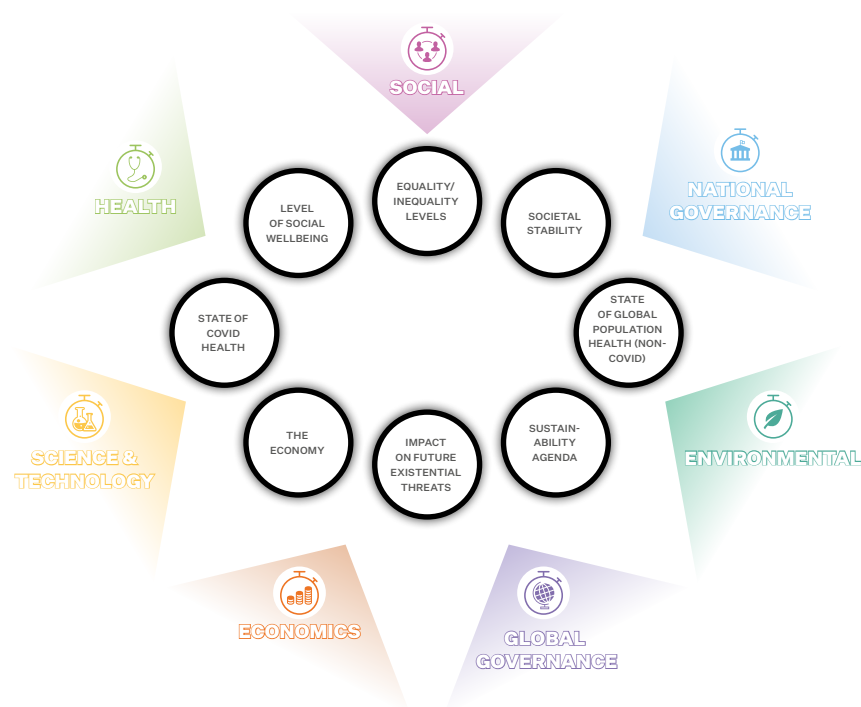 SOCIAL
HEALTH
NATIONAL
GOVERNANCE
EQUALITY/
INEQUALITY
LEVELS
LEVEL
OF SOCIAL
WELLBEING
SOCIETAL
STABILITY
STATE OF
COVID
HEALTH
STATE
OF GLOBAL
POPULATION
HEALTH (NON-
COVID)
THE
ECONOMY
IMPACT
ON FUTURE
EXISTENTIAL
THREATS
SUSTAIN-
ABILITY
AGENDA
SCIENCE &
TECHNOLOGY
ENVIRONMENTAL
ECONOMICS
GLOBAL
GOVERNANCE